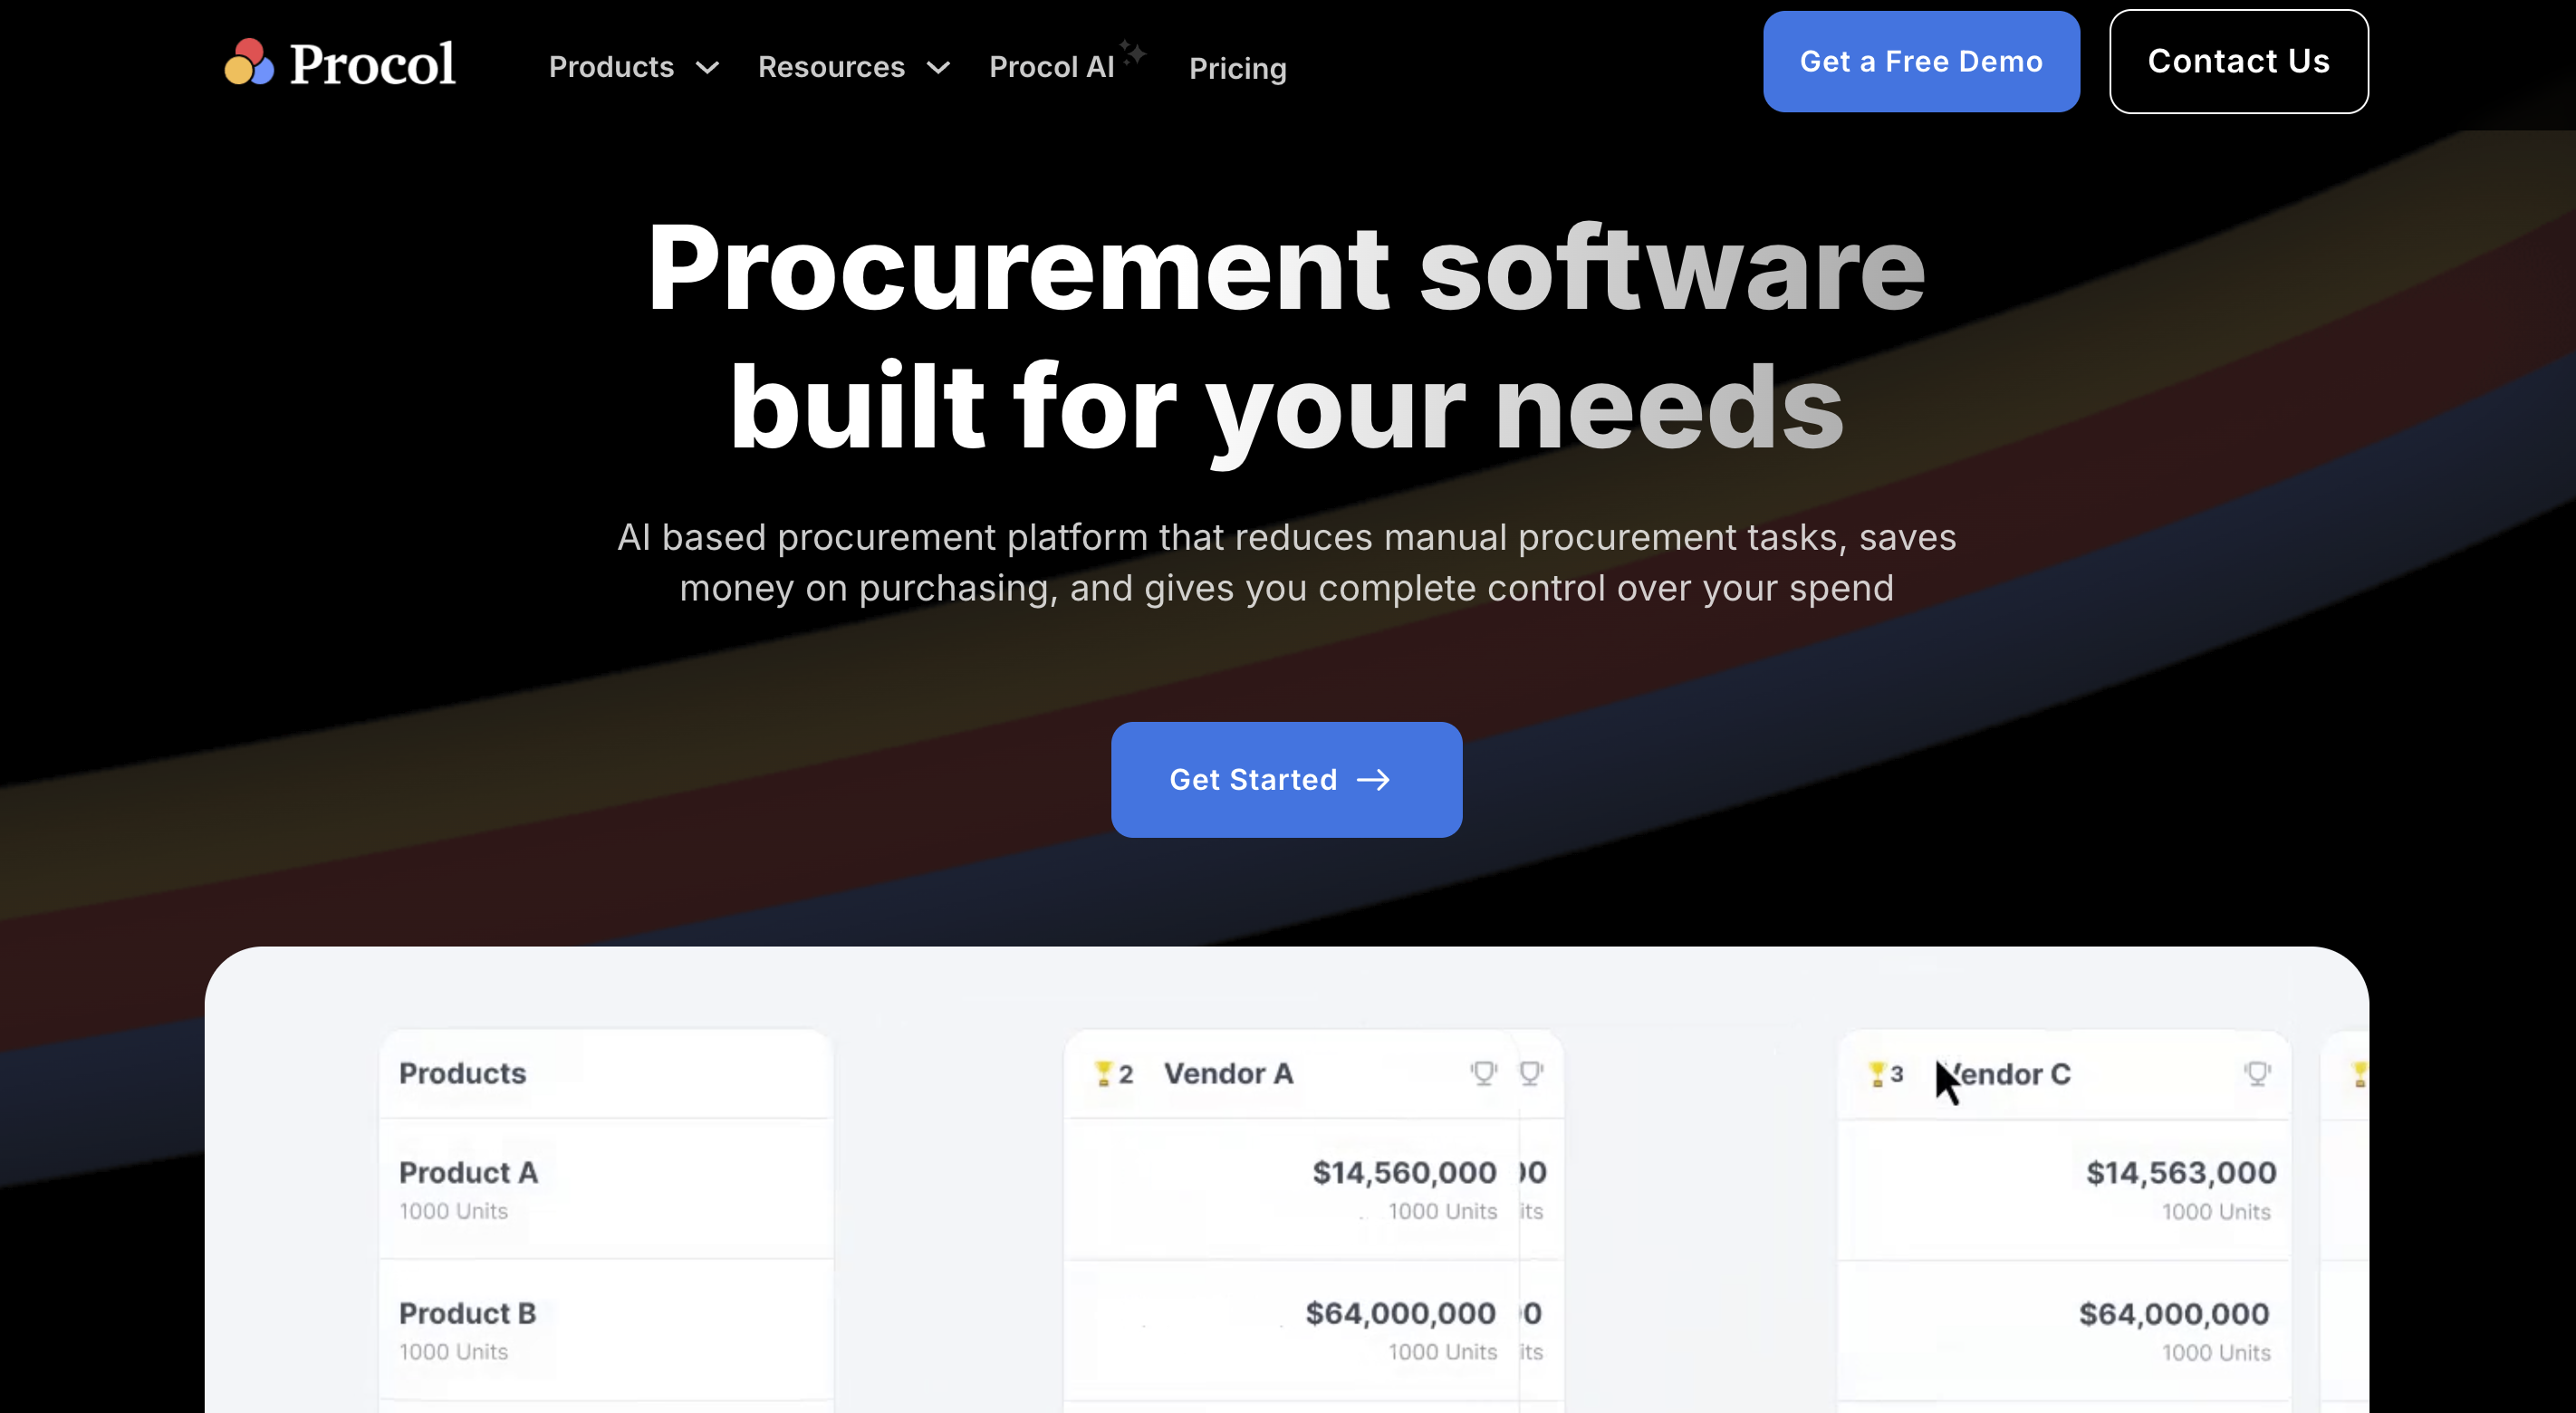 Procol
Products
Resources
Procol AI
Pricing
Get a Free Demo
Contact Us
Procurement software
built for your needs
AI based procurement platform that reduces manual procurement tasks, saves
money on purchasing, and gives you complete control over your spend
Get Started
Products
2 Vendor A
3 Vendor C
Product A
$14,560,000
$14,563,000
1000 Units
1000 Units
1000 Units
Product B
$64,000,000
$64,000,000
1000 Units
1000 Units
1000 Units